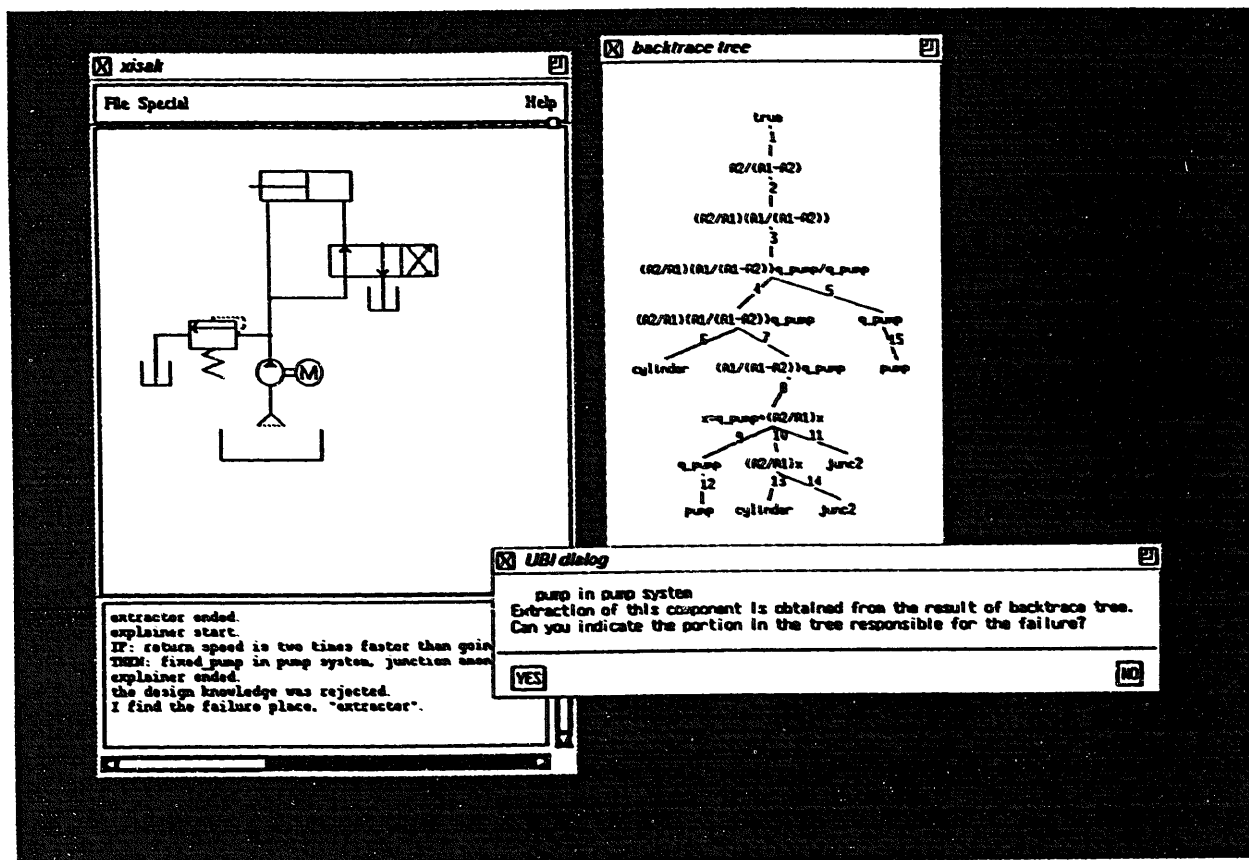 xisak
File Special Help
M
extracter ended.
explainer start.
IF: return speed is two times faster than goin
THEN: fixed_pump in pump system, junction amon
explainer ended.
the design knowledge was rejected.
I find the failure place, "extracter".
backtrace tree
true
1
A2/(A1-A2)
2
(A2/A1)(A1/(A1-A2))
3
(A2/A1)(A1/(A1-A2))q_pump/q_pump
4 5
(A2/A1)(A1/(A1-A2))q_pump q_pump
6 7 15
cylinder (A1/(A1-A2))q_pump pump
8
x=q_pump+(A2/A1)x
9 10 11
q_pump (A2/A1)x junc2
12 13 14
pump cylinder junc2
UBI dialog
pump in pump system
Extraction of this component is obtained from the result of backtrace tree.
Can you indicate the portion in the tree responsible for the failure?
YES NO